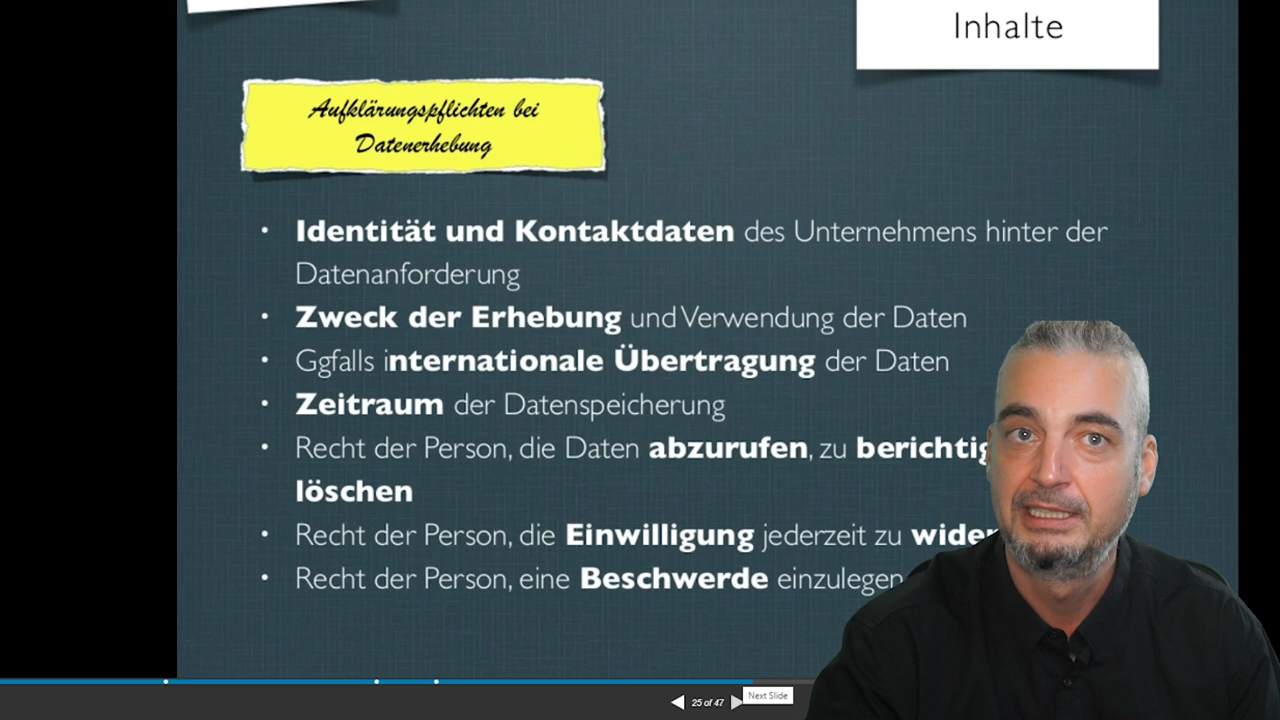 Inhalte
Aufklärungspflichten bei
Datenerhebung
• Identität und Kontaktdaten des Unternehmens hinter der
Datenanforderung
• Zweck der Erhebung und Verwendung der Daten
• Ggfalls internationale Übertragung der Daten
• Zeitraum der Datenspeicherung
• Recht der Person, die Daten abzurufen, zu
löschen
• Recht der Person, die Einwilligung jederzeit zu
• Recht der Person, eine Beschwerde einzulegen
25 of 47
Next Slide